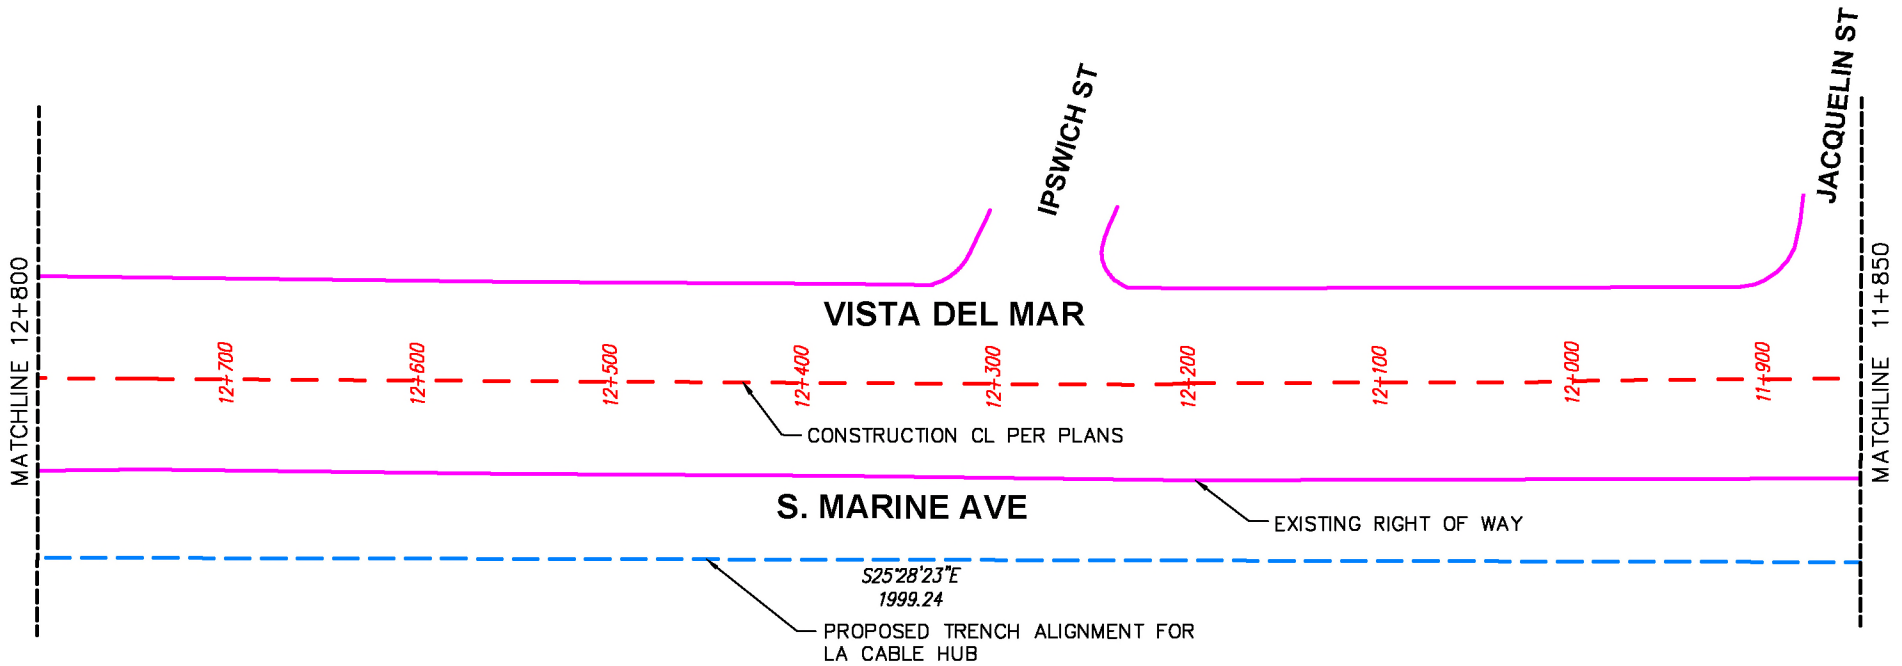 JACQUELIN ST
IPSWICH ST
MATCHLINE 12+800
MATCHLINE 11+850
VISTA DEL MAR
12+700
12+600
12+500
12+400
12+300
12+200
12+100
12+000
11+900
CONSTRUCTION CL PER PLANS
S. MARINE AVE
EXISTING RIGHT OF WAY
S25°28'23"E
1999.24
PROPOSED TRENCH ALIGNMENT FOR
LA CABLE HUB